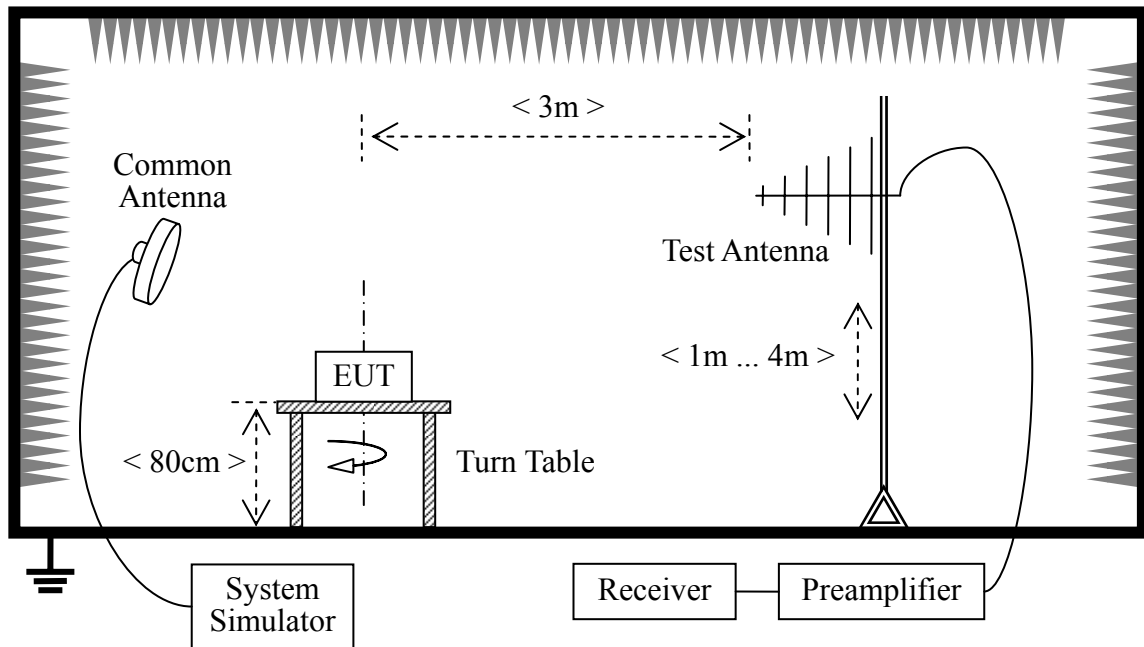 < 3m >
Common
Antenna
Test Antenna
< 1m ... 4m >
EUT
< 80cm >
Turn Table
System
Simulator
Receiver
Preamplifier